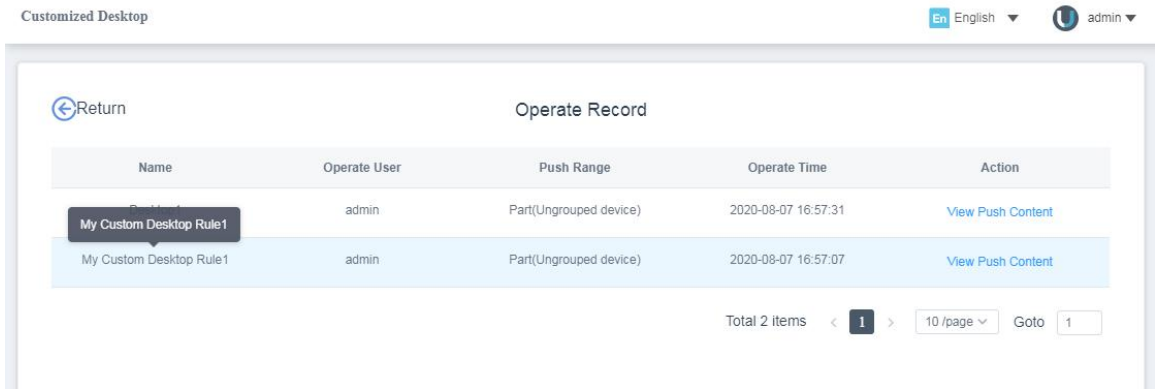 Customized Desktop En English admin
Return Operate Record
Name Operate User Push Range Operate Time Action
admin Part(Ungrouped device) 2020-08-07 16:57:31 View Push Content
My Custom Desktop Rule1
My Custom Desktop Rule1 admin Part(Ungrouped device) 2020-08-07 16:57:07 View Push Content
Total 2 items < 1 > 10 /page Goto 1